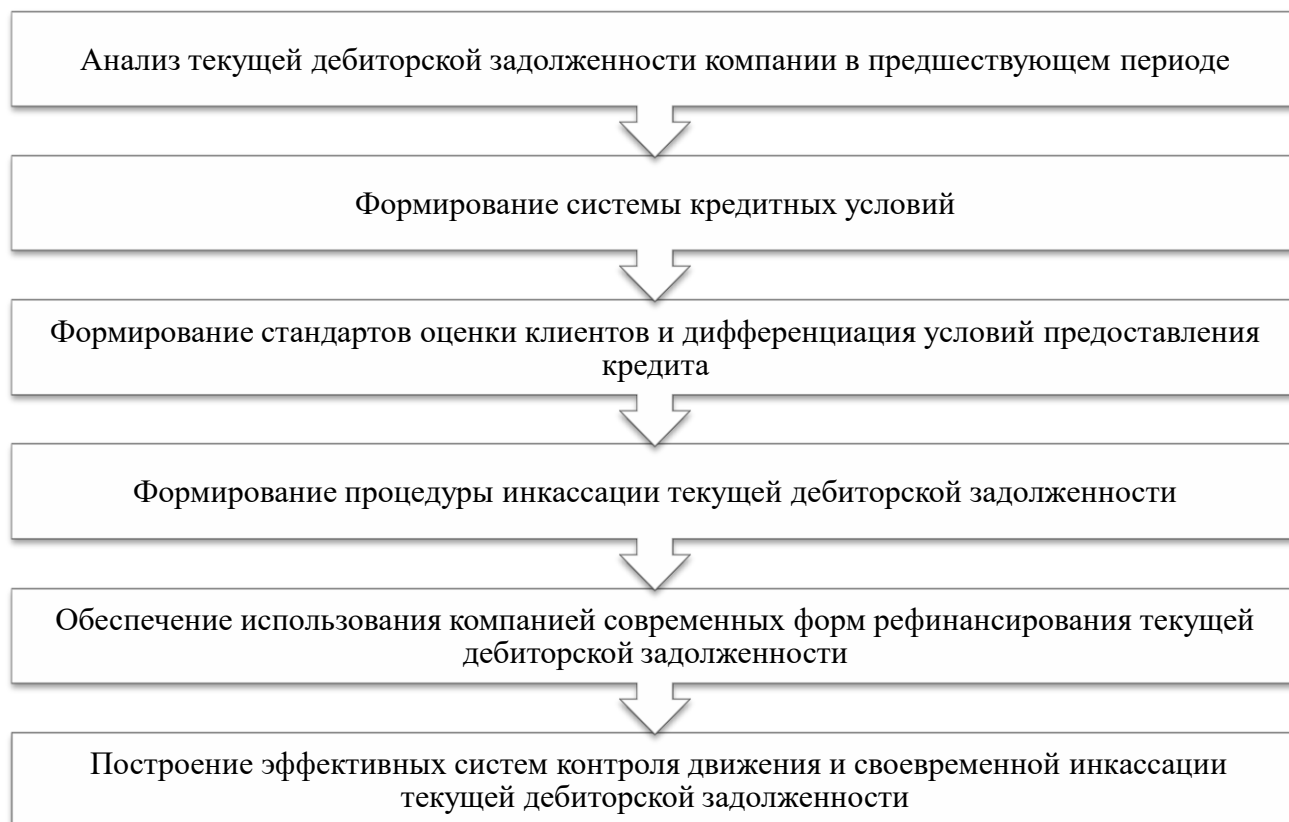 Анализ текущей дебиторской задолженности компании в предшествующем периоде
Формирование системы кредитных условий
Формирование стандартов оценки клиентов и дифференциация условий предоставления
кредита
Формирование процедуры инкассации текущей дебиторской задолженности
Обеспечение использования компанией современных форм рефинансирования текущей
дебиторской задолженности
Построение эффективных систем контроля движения и своевременной инкассации
текущей дебиторской задолженности